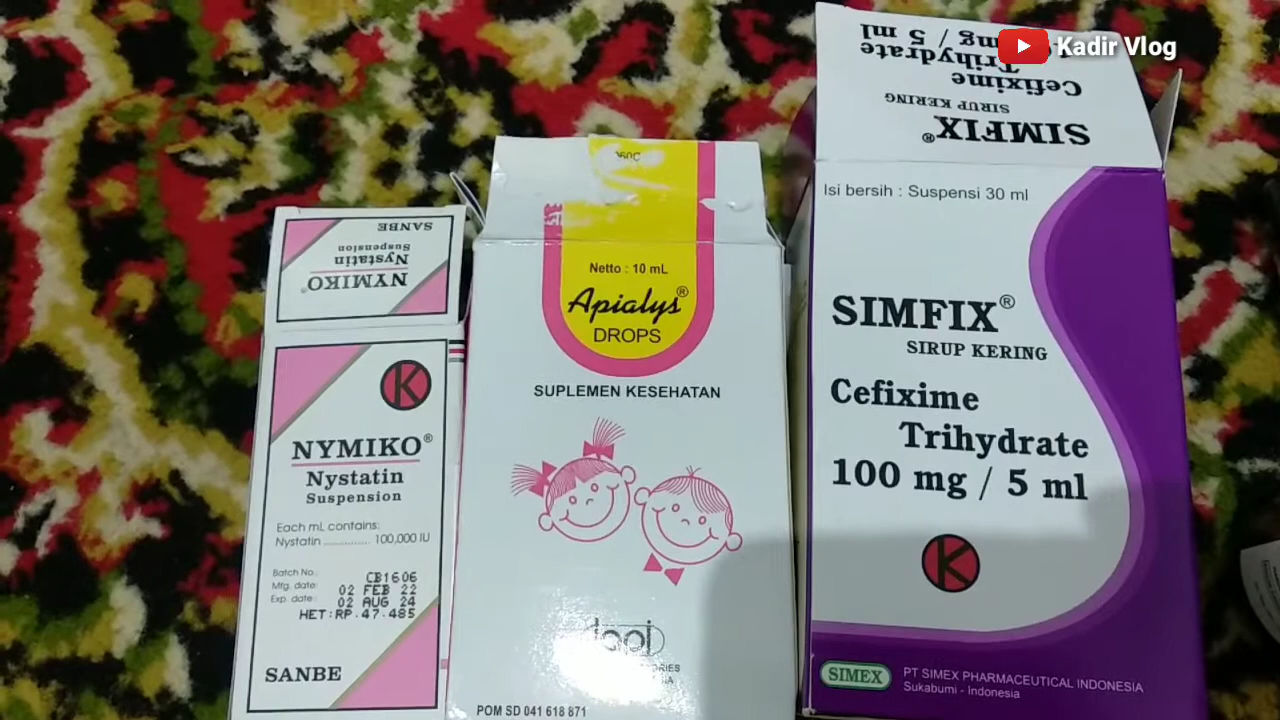 Kadir Vlog
SANBE
Nystatin
Suspension
NYMIKO®
K
NYMIKO®
Nystatin
Suspension
Each mL contains:
Nystatin ............... 100,000 IU
Batch No.: CB1606
Mfg. date: 02 FEB 22
Exp. date: 02 AUG 24
HET:RP.47.485
SANBE
Netto : 10 mL
Apialys®
DROPS
SUPLEMEN KESEHATAN
POM SD 041 618 871
SIMFIX®
SIRUP KERING
Cefixime
Trihydrate
mg / 5 ml
Isi bersih : Suspensi 30 ml
SIMFIX®
SIRUP KERING
Cefixime
Trihydrate
100 mg / 5 ml
K
SIMEX
PT SIMEX PHARMACEUTICAL INDONESIA
Sukabumi - Indonesia